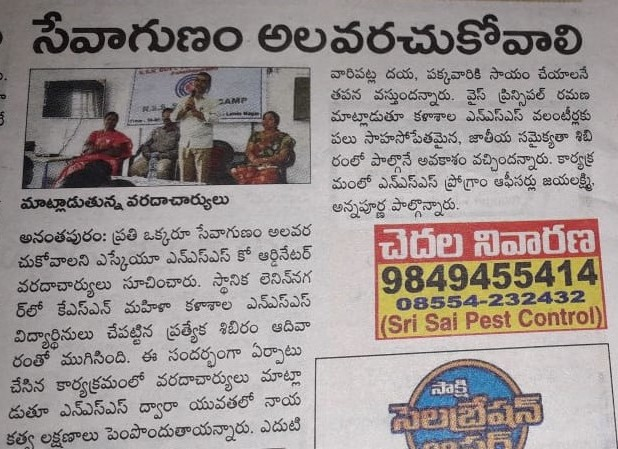 సేవాగుణం అలవరచుకోవాలి
CAMP
మాట్లాడుతున్న వరదాచార్యులు
అనంతపురం: ప్రతి ఒక్కరూ సేవాగుణం అలవర
చుకోవాలని ఎస్కేయూ ఎన్ఎస్ఎస్ కో ఆర్డినేటర్
వరదాచార్యులు సూచించారు. స్థానిక లెనిన్‌నగ
ర్‌లో కేఎస్ఎన్ మహిళా కళాశాల ఎన్ఎస్ఎస్
విద్యార్థినులు చేపట్టిన ప్రత్యేక శిబిరం ఆదివా
రంతో ముగిసింది. ఈ సందర్భంగా ఏర్పాటు
చేసిన కార్యక్రమంలో వరదాచార్యులు మాట్లా
డుతూ ఎన్ఎస్ఎస్ ద్వారా యువతలో నాయ
కత్వ లక్షణాలు పెంపొందుతాయన్నారు. ఎదుటి
వారిపట్ల దయ, పక్కవారికి సాయం చేయాలనే
తపన వస్తుందన్నారు. వైస్ ప్రిన్సిపల్ రమణ
మాట్లాడుతూ కళాశాల ఎన్ఎస్ఎస్ వలంటీర్లకు
పలు సాహసోపేతమైన, జాతీయ సమైక్యతా శిబి
రంలో పాల్గొనే అవకాశం వచ్చిందన్నారు. కార్యక్ర
మంలో ఎన్ఎస్ఎస్ ప్రోగ్రాం ఆఫీసర్లు జయలక్ష్మి,
అన్నపూర్ణ పాల్గొన్నారు.
చెదల నివారణ
9849455414
08554-232432
(Sri Sai Pest Control)
సాక్షి
సెలబ్రేషన్